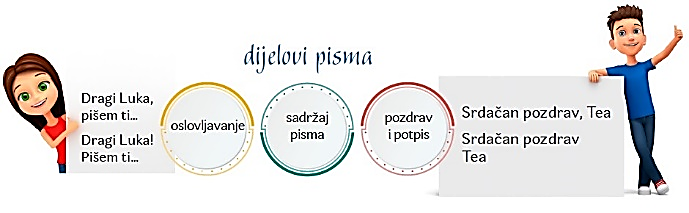 dijelovi pisma
Dragi Luka,
pišem ti...
Dragi Luka!
Pišem ti...
oslovljavanje
sadržaj
pisma
pozdrav
i potpis
Srdačan pozdrav, Tea
Srdačan pozdrav
Tea